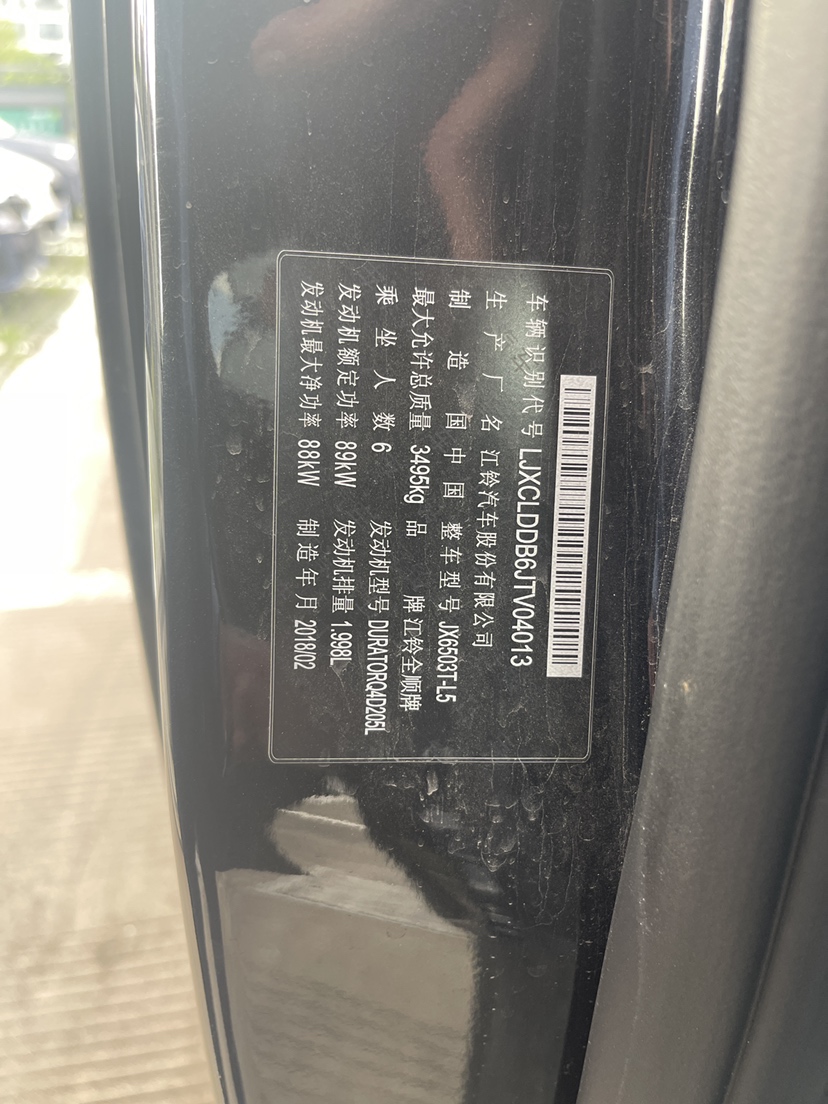 车辆识别代号 LJXCLDDB6JTV04013
生产厂名 江铃汽车股份有限公司
制造国 中国 整车型号 JX6503T-L5
最大允许总质量 3495kg 品牌 江铃全顺牌
乘坐人数 6 发动机型号 DURATORQ4D205L
发动机额定功率 89kW 发动机排量 1.998L
发动机最大净功率 88kW 制造年月 2018/02